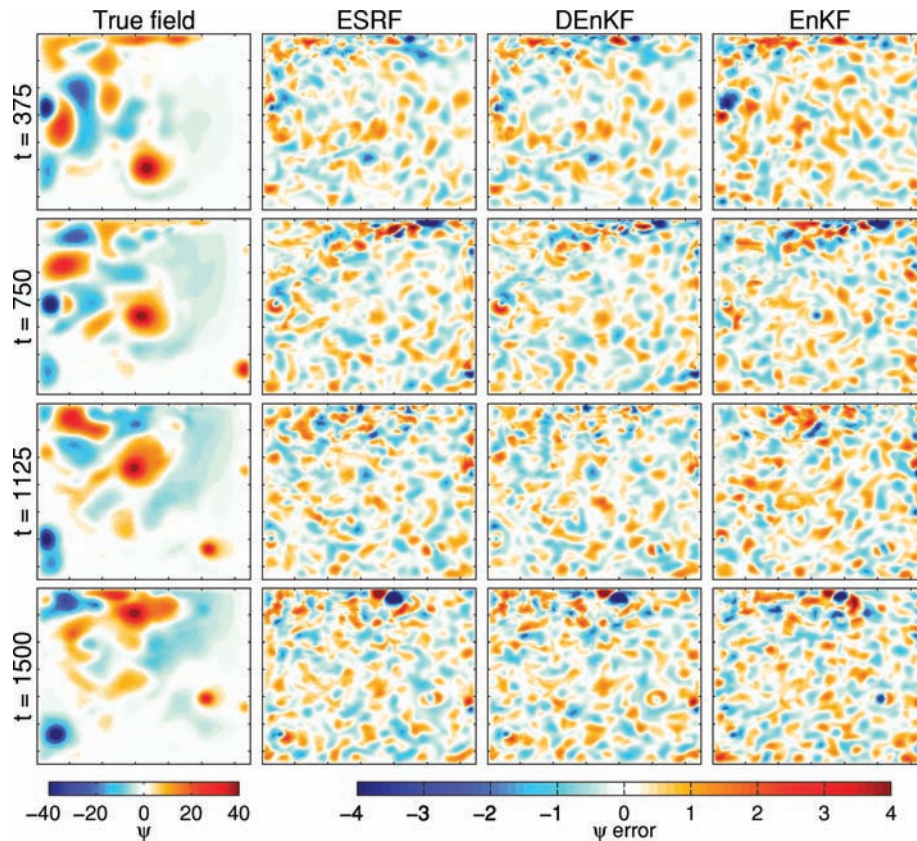 True field ESRF DEnKF EnKF
t = 375
t = 750
t = 1125
t = 1500
−40 −20 0 20 40 −4 −3 −2 −1 0 1 2 3 4
ψ ψ error